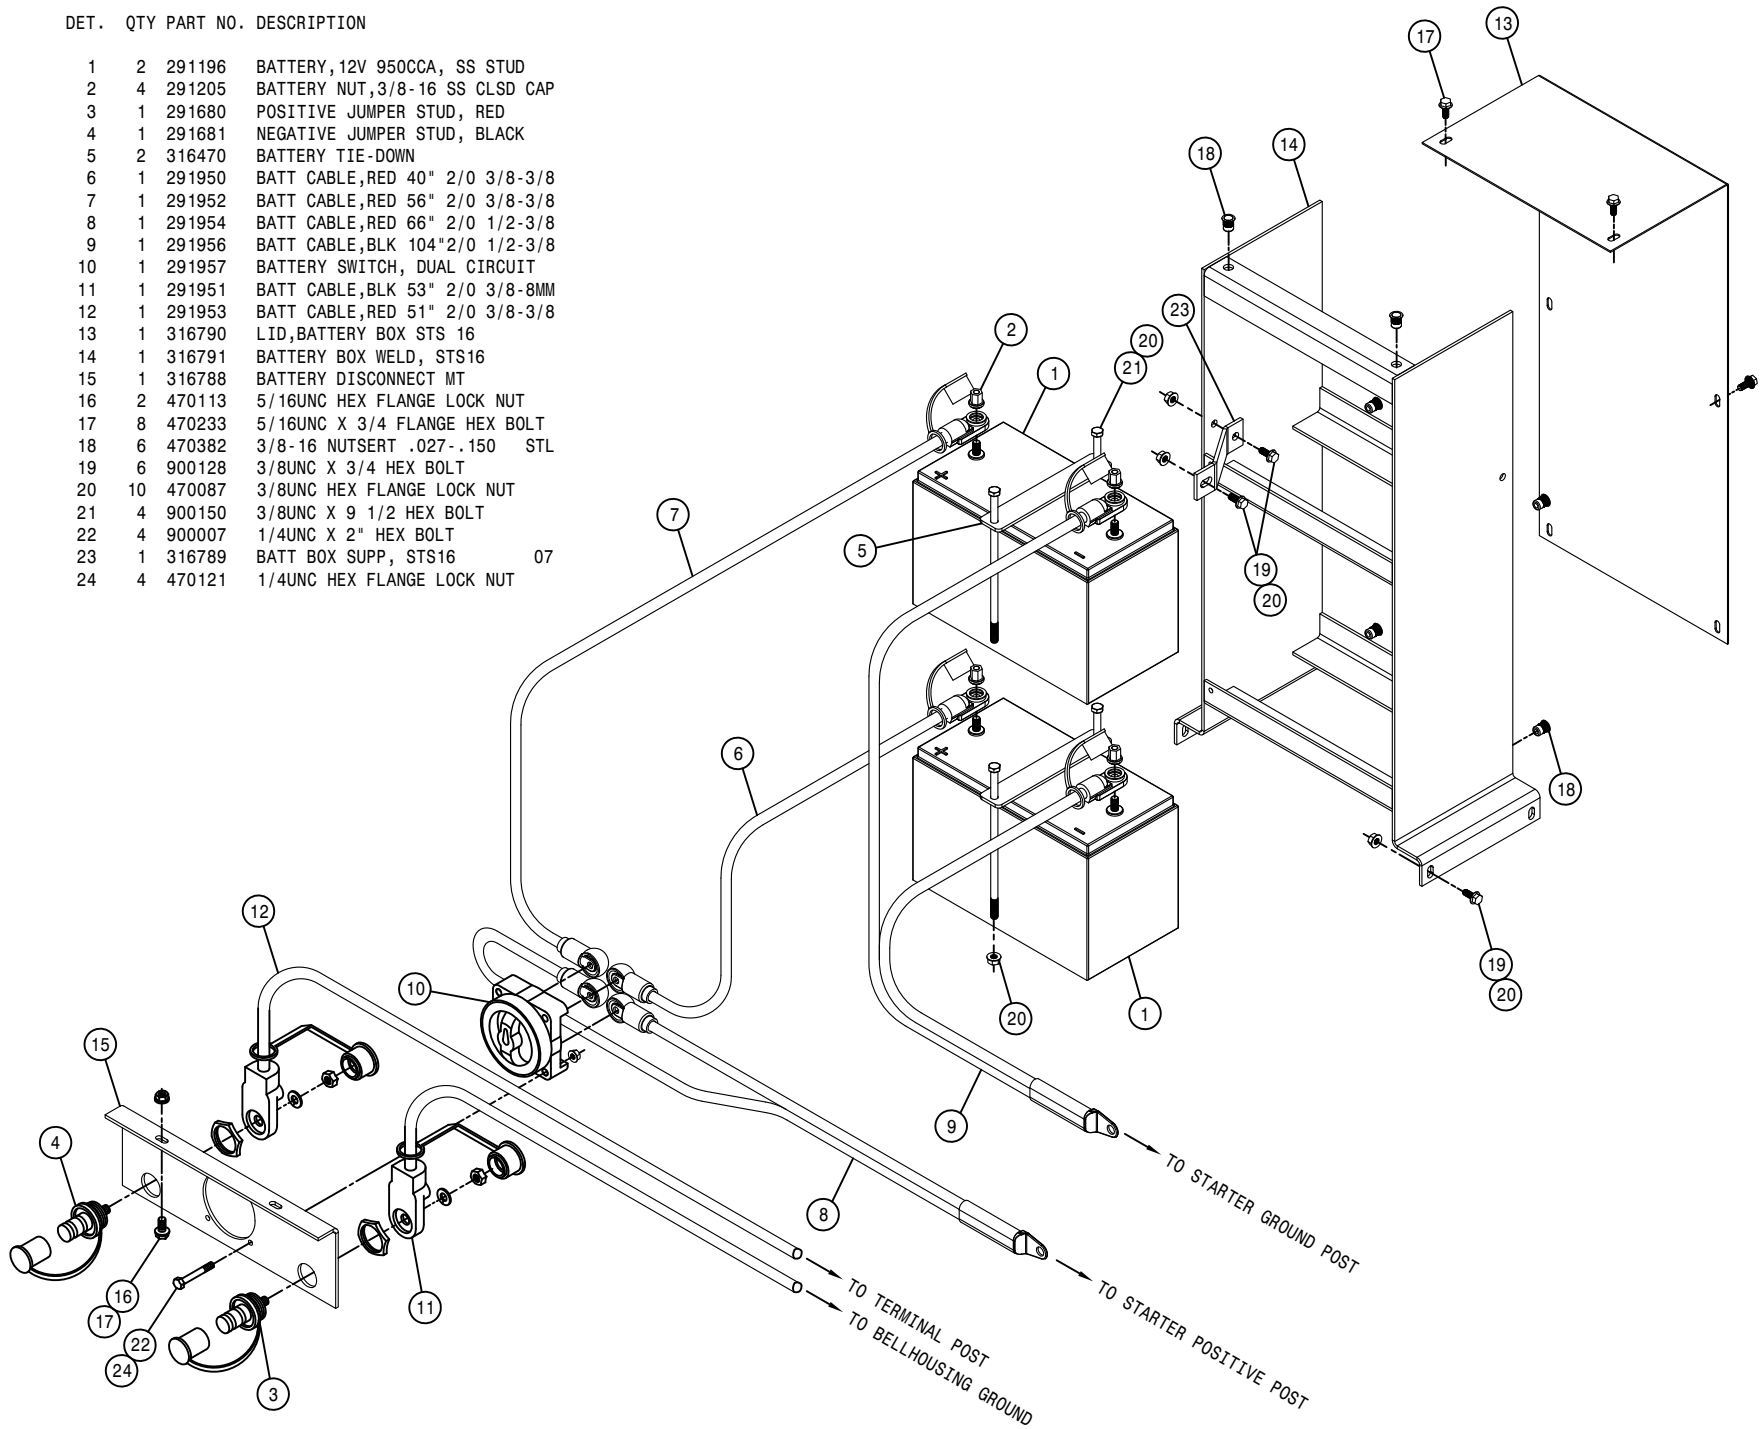 DET. QTY PART NO. DESCRIPTION
1 2 291196 BATTERY,12V 950CCA, SS STUD
2 4 291205 BATTERY NUT,3/8-16 SS CLSD CAP
3 1 291680 POSITIVE JUMPER STUD, RED
4 1 291681 NEGATIVE JUMPER STUD, BLACK
5 2 316470 BATTERY TIE-DOWN
6 1 291950 BATT CABLE,RED 40" 2/0 3/8-3/8
7 1 291952 BATT CABLE,RED 56" 2/0 3/8-3/8
8 1 291954 BATT CABLE,RED 66" 2/0 1/2-3/8
9 1 291956 BATT CABLE,BLK 104"2/0 1/2-3/8
10 1 291957 BATTERY SWITCH, DUAL CIRCUIT
11 1 291951 BATT CABLE,BLK 53" 2/0 3/8-8MM
12 1 291953 BATT CABLE,RED 51" 2/0 3/8-3/8
13 1 316790 LID,BATTERY BOX STS 16
14 1 316791 BATTERY BOX WELD, STS16
15 1 316788 BATTERY DISCONNECT MT
16 2 470113 5/16UNC HEX FLANGE LOCK NUT
17 8 470233 5/16UNC X 3/4 FLANGE HEX BOLT
18 6 470382 3/8-16 NUTSERT .027-.150 STL
19 6 900128 3/8UNC X 3/4 HEX BOLT
20 10 470087 3/8UNC HEX FLANGE LOCK NUT
21 4 900150 3/8UNC X 9 1/2 HEX BOLT
22 4 900007 1/4UNC X 2" HEX BOLT
23 1 316789 BATT BOX SUPP, STS16 07
24 4 470121 1/4UNC HEX FLANGE LOCK NUT
17
13
18
14
23
2
20
21
1
7
5
19
20
6
18
12
10
19
20
20
1
15
4
9
8
16
17
11
22
24
3
+
-
+
-
TO STARTER GROUND POST
TO STARTER POSITIVE POST
TO TERMINAL POST
TO BELLHOUSING GROUND